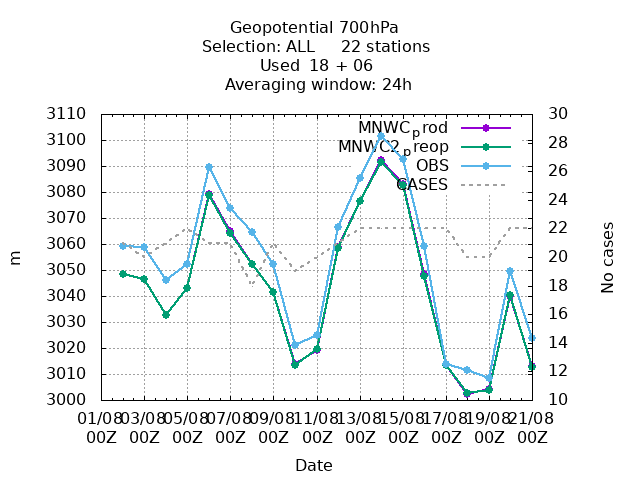 Geopotential 700hPa
Selection: ALL 22 stations
Used 18 + 06
Averaging window: 24h
3110
3100
3090
3080
3070
3060
3050
3040
3030
3020
3010
3000
m
30
28
26
24
22
20
18
16
14
12
10
No cases
MNWCprod
MNWC2preop
OBS
CASES
01/08 03/08 05/08 07/08 09/08 11/08 13/08 15/08 17/08 19/08 21/08
00Z 00Z 00Z 00Z 00Z 00Z 00Z 00Z 00Z 00Z 00Z
Date